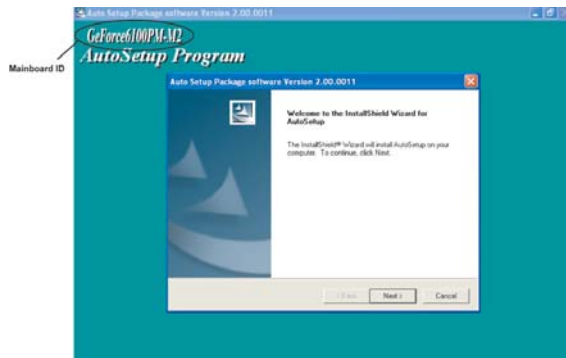 Auto Setup Package software Version 2.00.0011
GeForce6100PM-M2
AutoSetup Program
Mainboard ID
Auto Setup Package software Version 2.00.0011
Welcome to the InstallShield Wizard for
AutoSetup
The InstallShield® Wizard will install AutoSetup on your
computer. To continue, click Next.
< Back
Next >
Cancel